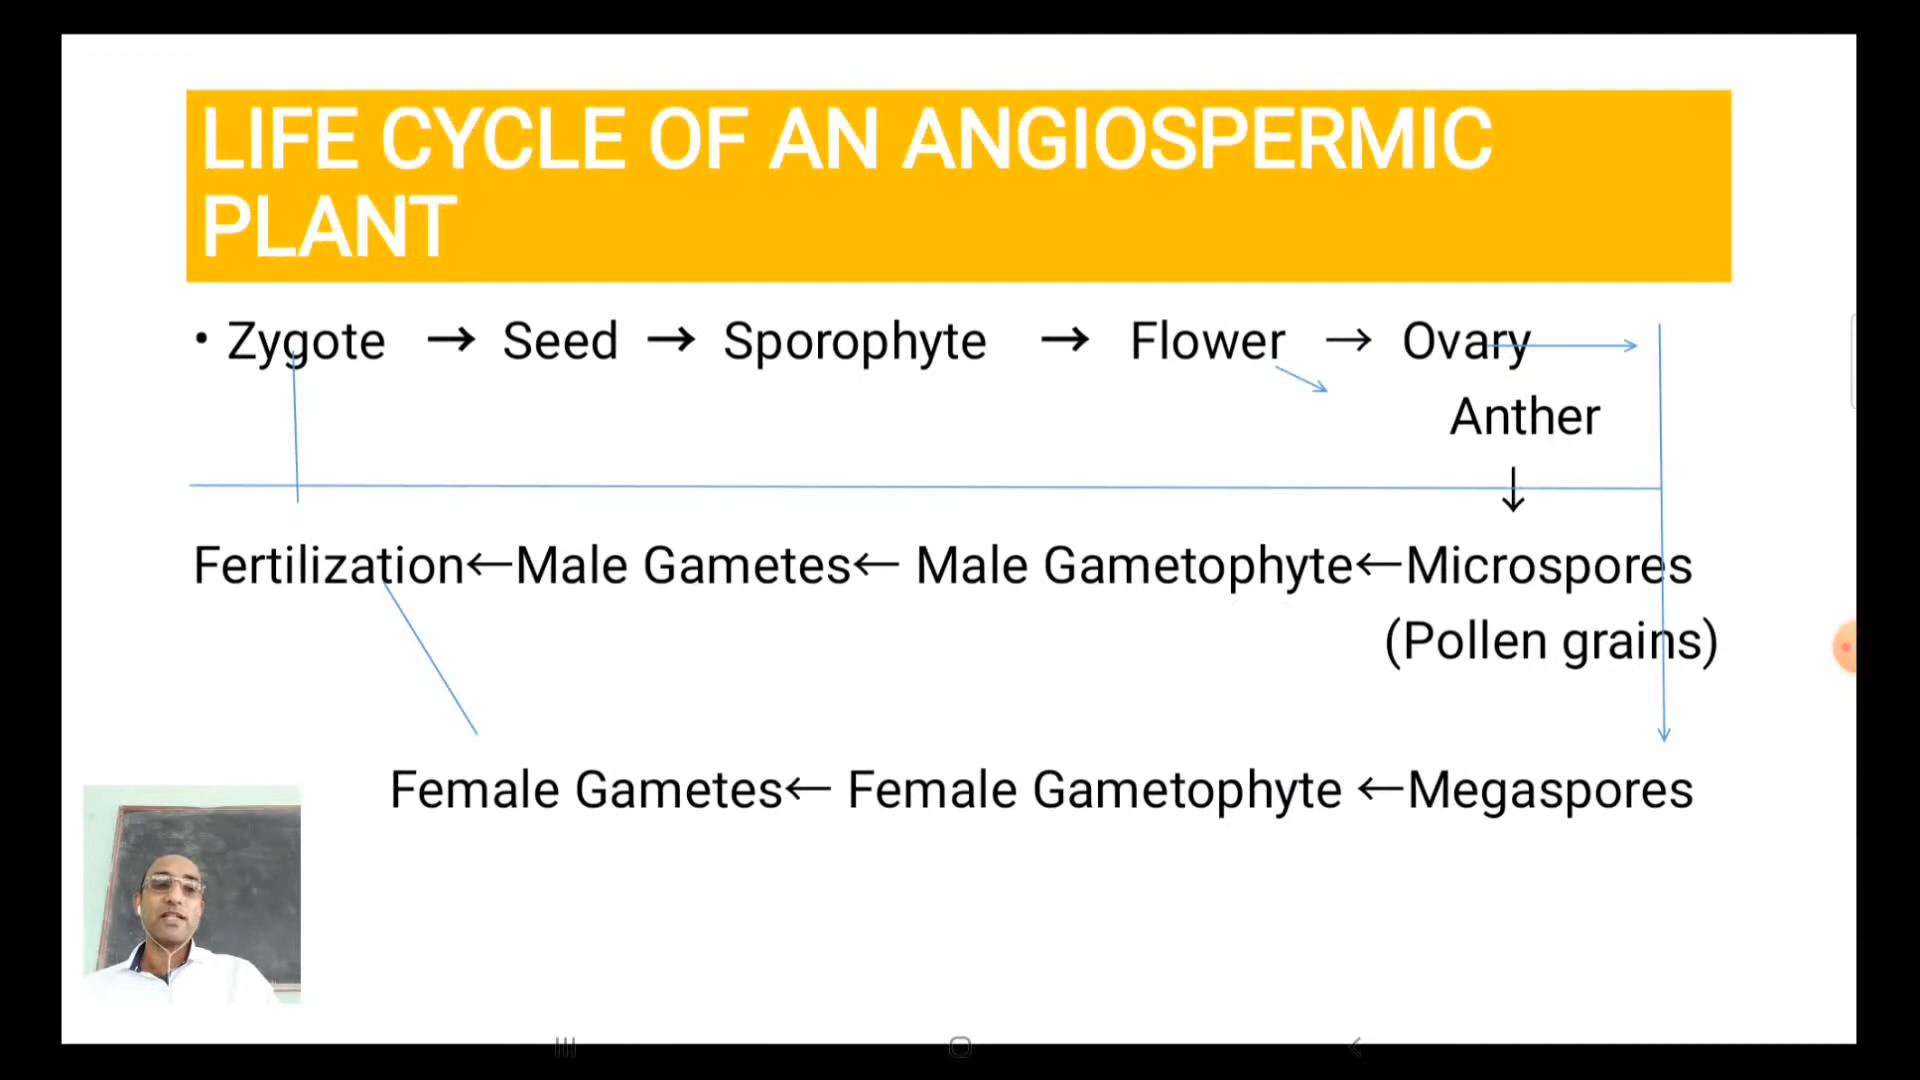 LIFE CYCLE OF AN ANGIOSPERMIC
PLANT
• Zygote → Seed → Sporophyte → Flower → Ovary
Anther
↓
Fertilization←Male Gametes← Male Gametophyte←Microspores
(Pollen grains)
Female Gametes← Female Gametophyte ←Megaspores